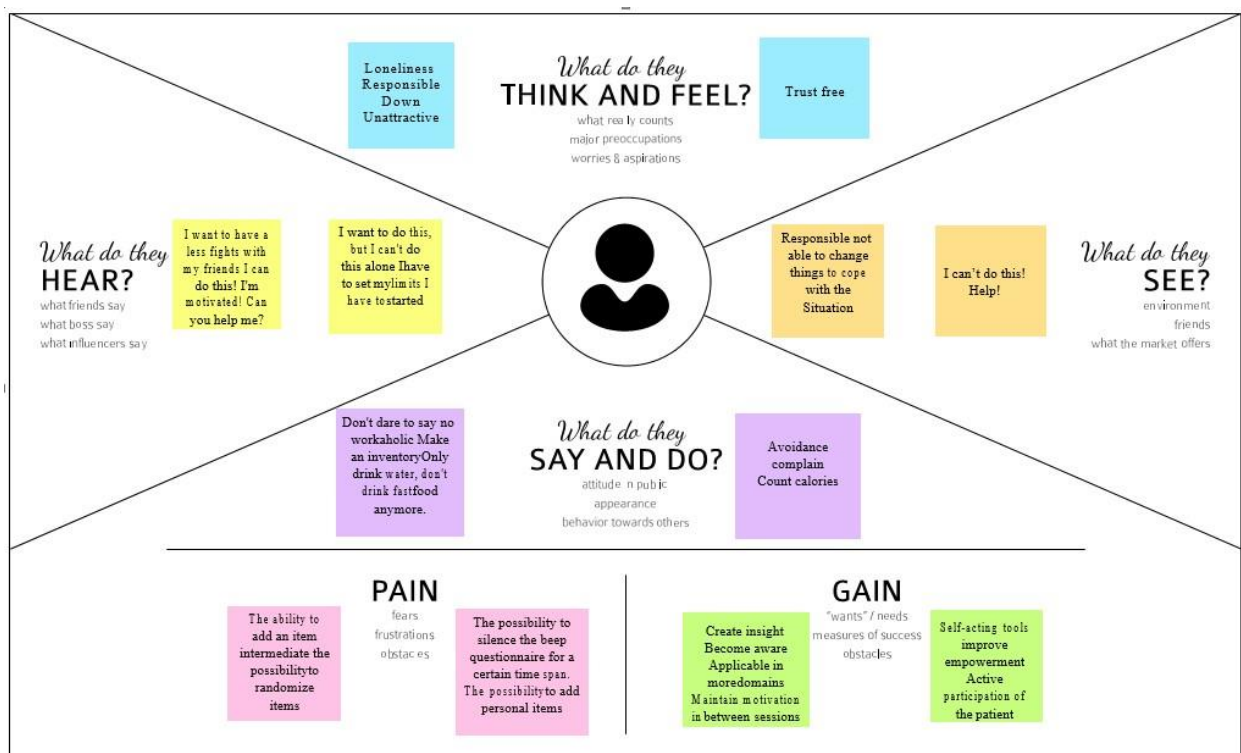 Loneliness
Responsible
Down
Unattractive
What do they
THINK AND FEEL?
what really counts
major preoccupations
worries & aspirations
Trust free
What do they
HEAR?
what friends say
what boss say
what influencers say
I want to have a
less fights with
my friends I can
do this! I'm
motivated! Can
you help me?
I want to do this,
but I can't do
this alone Ihave
to set mylimits I
have tostarted
Responsible not
able to change
things to cope
with the
Situation
I can't do this!
Help!
What do they
SEE?
environment
friends
what the market offers
Don't dare to say no
workaholic Make
an inventoryOnly
drink water, don't
drink fastfood
anymore.
What do they
SAY AND DO?
attitude n pub ic
appearance
behavior towards others
Avoidance
complain
Count calories
PAIN
fears
frustrations
obstac es
The ability to
add an item
intermediate the
possibilityto
randomize
items
The possibility to
silence the beep
questionnaire for a
certain time span.
The possibility to add
personal items
GAIN
"wants" / needs
measures of success
obstacles
Create insight
Become aware
Applicable in
moredomains
Maintain motivation
in between sessions
Self-acting tools
improve
empowerment
Active
participation of
the patient